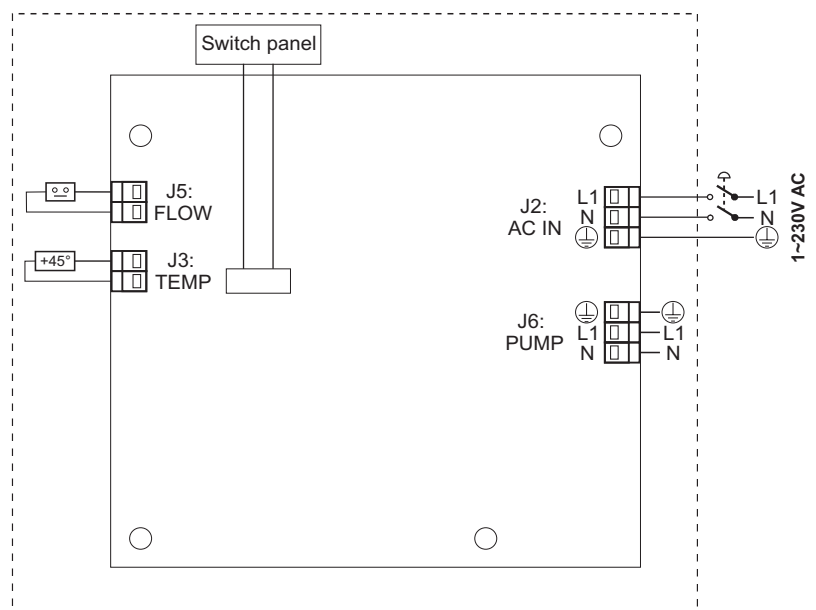 Switch panel
J5:
FLOW
+45°
J3:
TEMP
J2:
AC IN
L1
N
L1
N
1~230V AC
J6:
PUMP
L1
N
L1
N